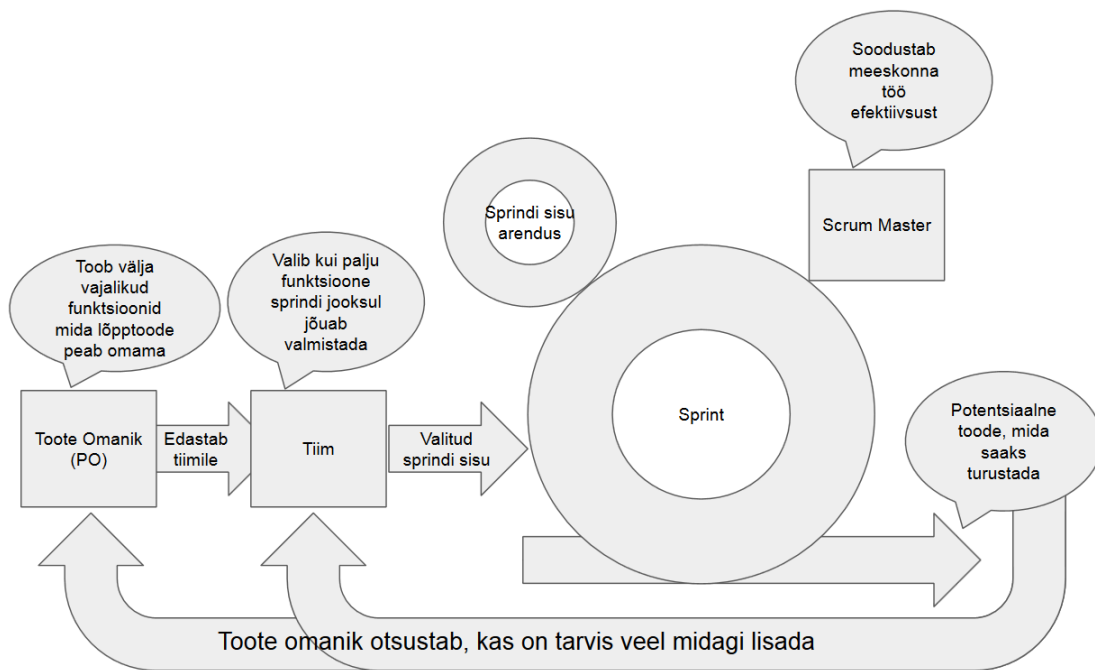 Soodustab
meeskonna
töö
efektiivsust
Scrum Master
Sprindi sisu
arendus
Toob välja
vajalikud
funktsioonid
mida lõpptoode
peab omama
Valib kui palju
funktsioone
sprindi jooksul
jõuab
valmistada
Toote Omanik
(PO)
Edastab
tiimile
Tiim
Valitud
sprindi sisu
Sprint
Potentsiaalne
toode, mida
saaks
turustada
Toote omanik otsustab, kas on tarvis veel midagi lisada